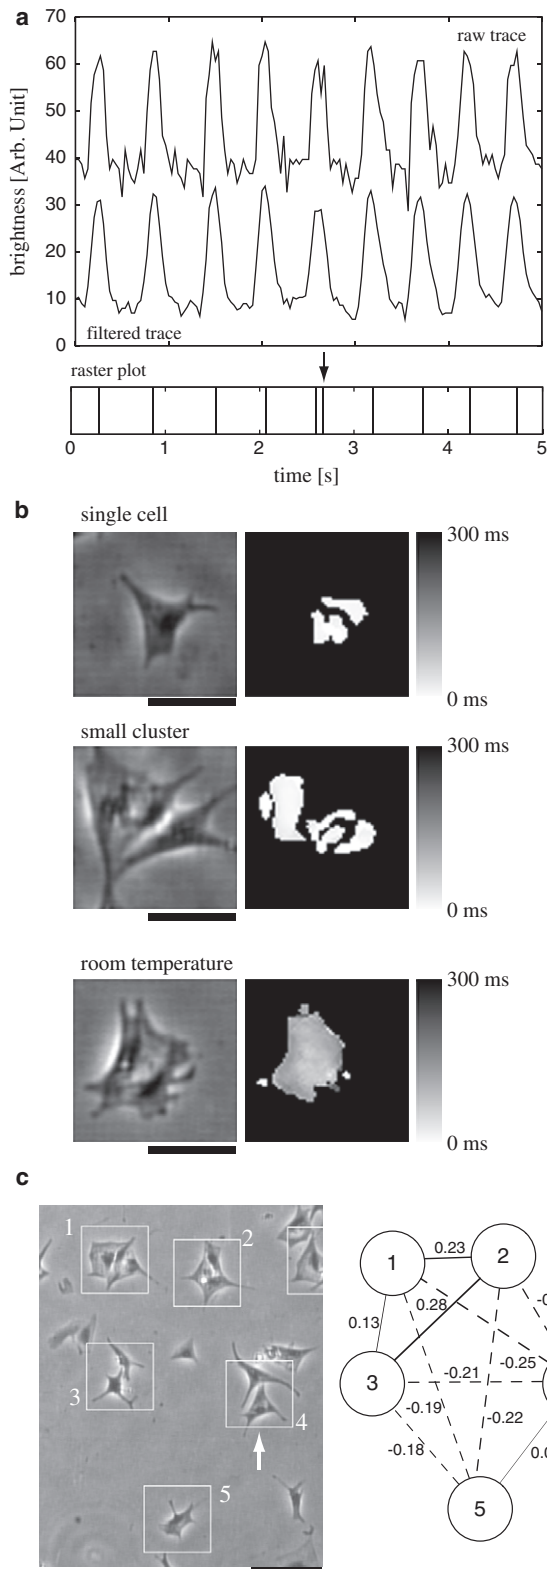 a
70
60
50
40
30
20
10
0
brightness [Arb. Unit]
raw trace
filtered trace
raster plot
0 1 2 3 4 5
time [s]
b
single cell
300 ms
0 ms
small cluster
300 ms
0 ms
room temperature
300 ms
0 ms
c
1
2
3
4
5
1
2
3
5
0.23
0.13
0.28
-0.21
-0.25
-0.19
-0.22
-0.18